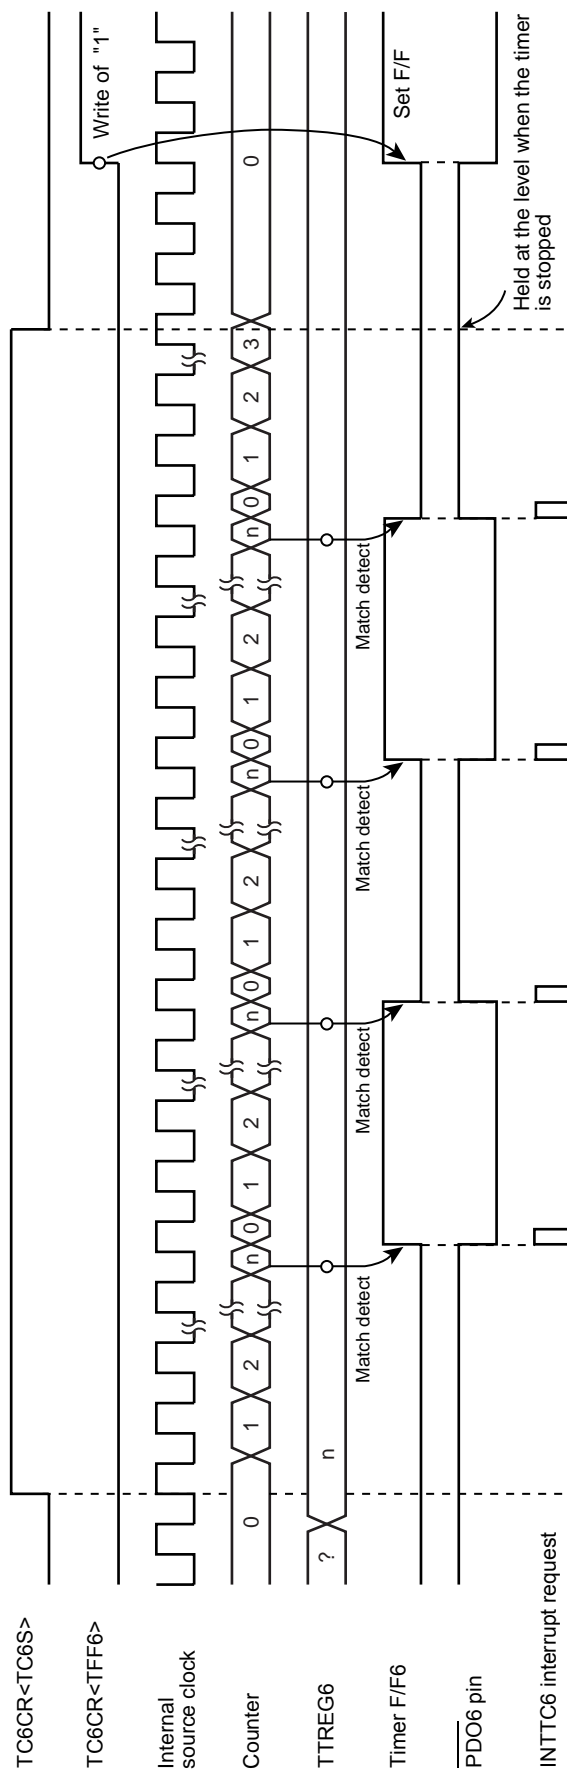 TC6CR<TC6S>
TC6CR<TFF6>
Write of "1"
Internal
source clock
Counter
0 1 2 n 0 1 2 n 0 1 2 n 0 1 2 n 0 1 2 3 0
TTREG6
? n
Match detect
Match detect
Match detect
Match detect
Timer F/F6
Set F/F
PDO6 pin
Held at the level when the timer
is stopped
INTTC6 interrupt request